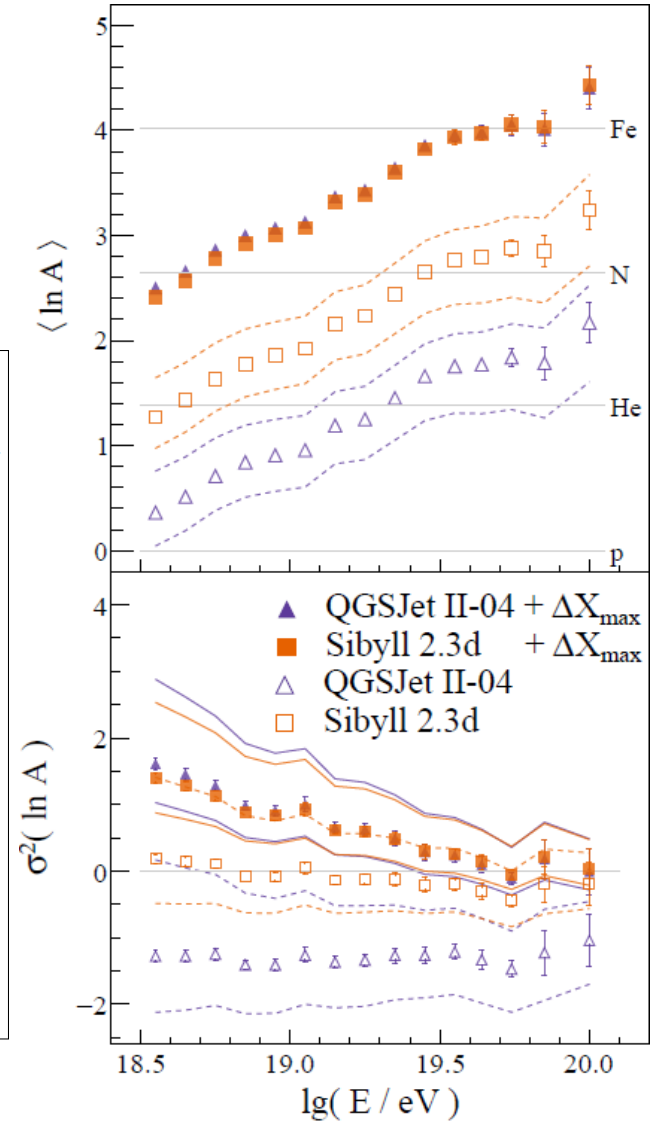 5
4
3
2
1
0
⟨ ln A ⟩
Fe
N
He
p
QGSJet II-04 + ΔXmax
Sibyll 2.3d + ΔXmax
QGSJet II-04
Sibyll 2.3d
4
2
0
−2
σ²( ln A )
18.5 19.0 19.5 20.0
lg( E / eV )